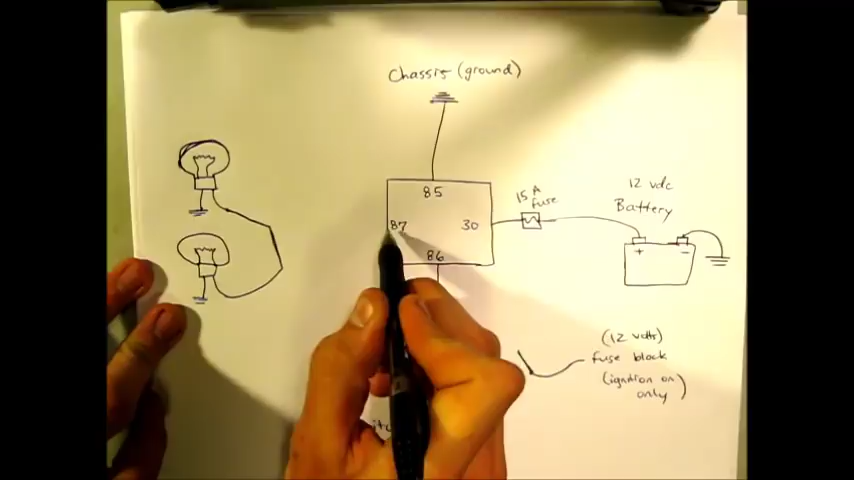 Chassis (ground)
85
87
30
86
15 A
fuse
12 vdc
Battery
+
-
(12 volts)
fuse block
(ignition on
only)